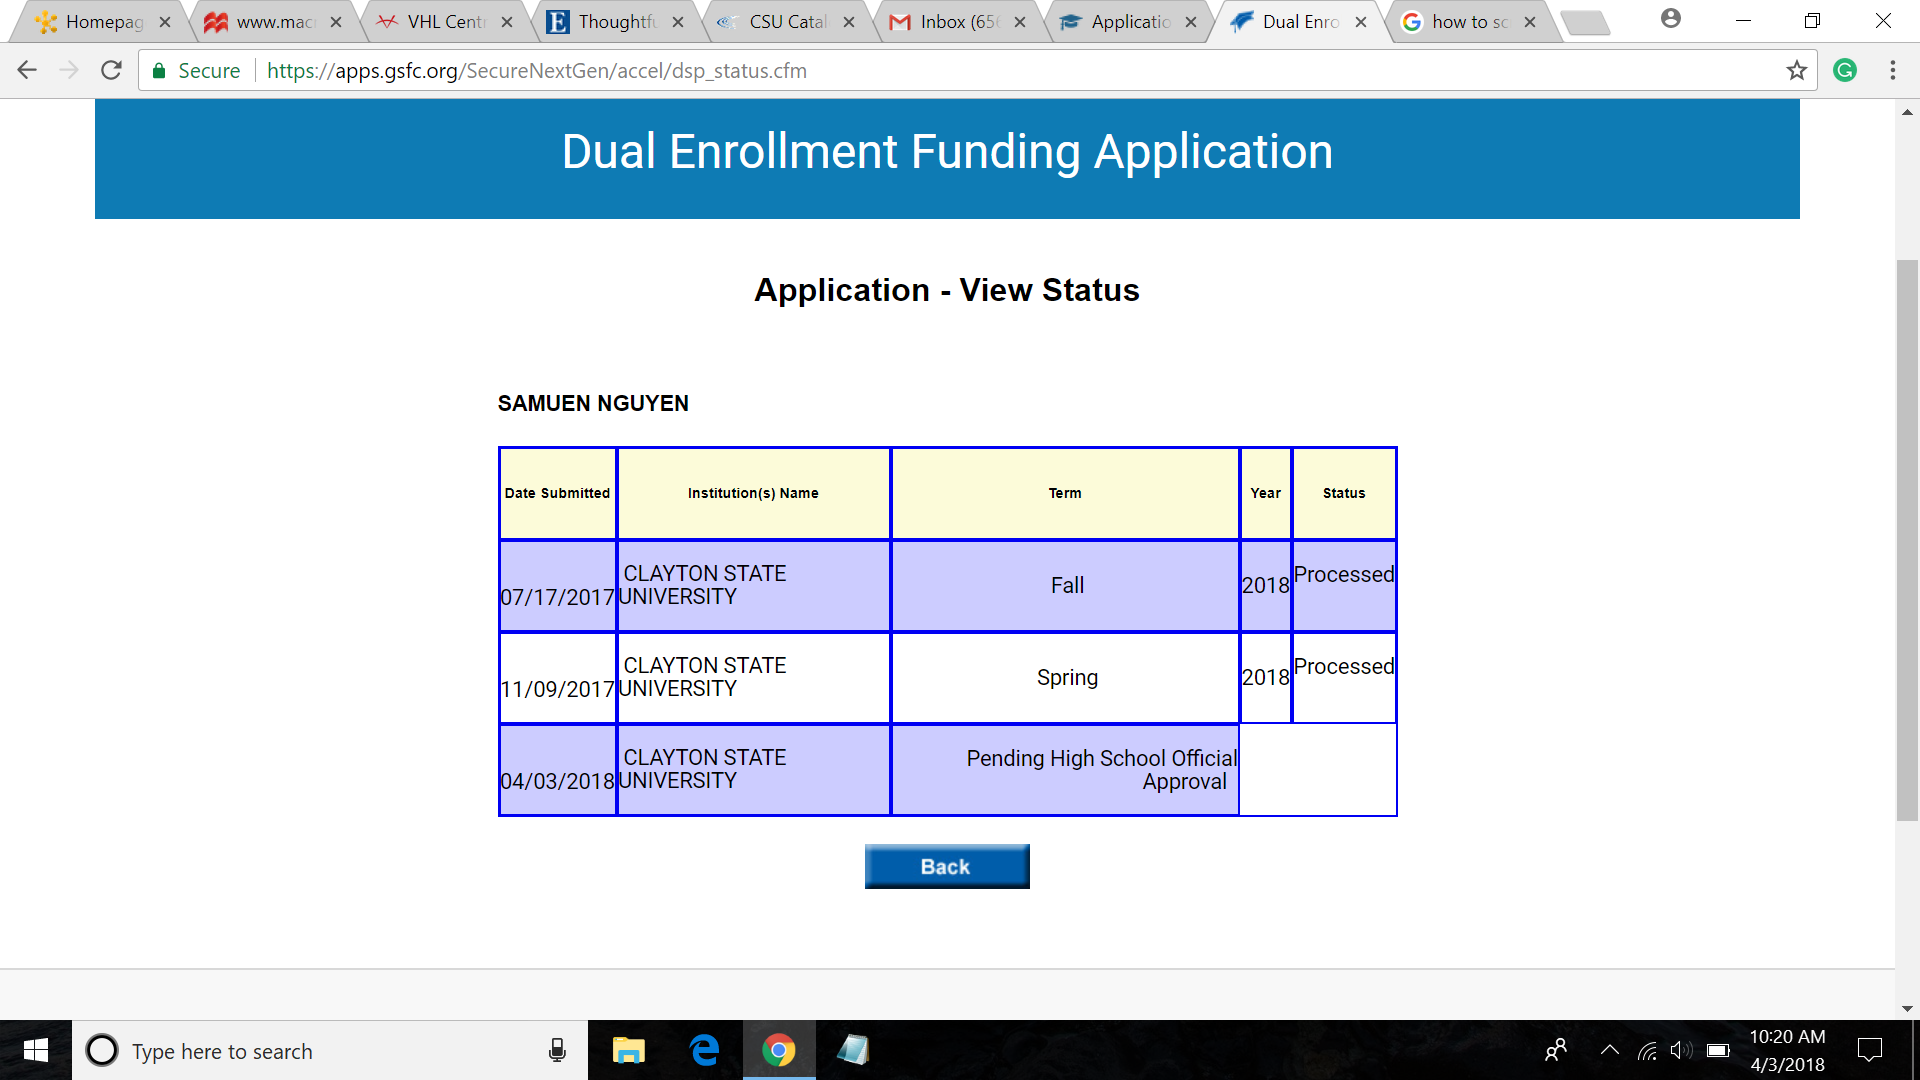 Homepag
www.mac
VHL Cent
Thoughtfu
CSU Catal
Inbox (656
Applicatio
Dual Enro
how to sc
Secure
https://apps.gsfc.org/SecureNextGen/accel/dsp_status.cfm
Dual Enrollment Funding Application
Application - View Status
SAMUEN NGUYEN
Date Submitted Institution(s) Name Term Year Status
07/17/2017 CLAYTON STATE
UNIVERSITY
Fall 2018 Processed
11/09/2017 CLAYTON STATE
UNIVERSITY
Spring 2018 Processed
04/03/2018 CLAYTON STATE
UNIVERSITY
Pending High School Official
Approval
Back
Type here to search
10:20 AM
4/3/2018